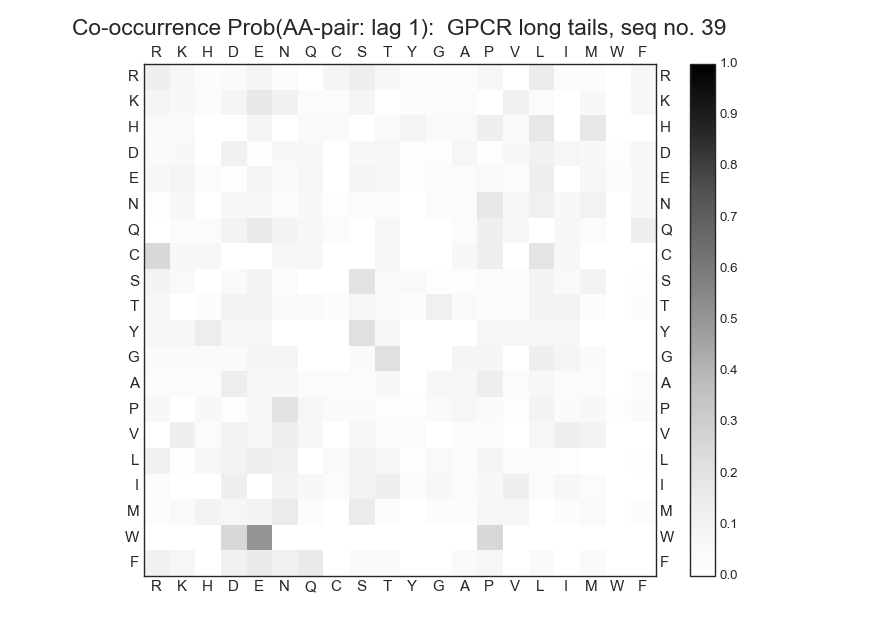 Co-occurrence Prob(AA-pair: lag 1):  GPCR long tails, seq no. 39
R K H D E N Q C S T Y G A P V L I M W F
R R 1.0
K K 0.9
H H
D D 0.8
E E
N N 0.7
Q Q
C C 0.6
S S
T T 0.5
Y Y
G G 0.4
A A
P P 0.3
V V
L L 0.2
I I
M M 0.1
W W
F F 0.0
R K H D E N Q C S T Y G A P V L I M W F